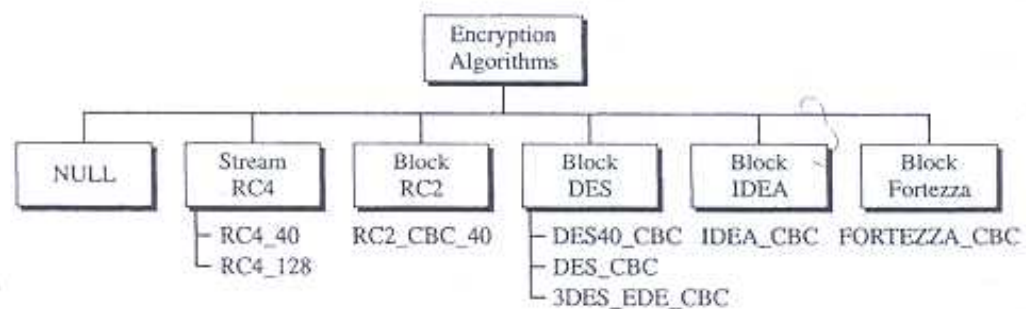 Encryption
Algorithms
NULL
Stream
RC4
Block
RC2
Block
DES
Block
IDEA
Block
Fortezza
RC4_40
RC4_128
RC2_CBC_40
DES40_CBC
DES_CBC
3DES_EDE_CBC
IDEA_CBC
FORTEZZA_CBC